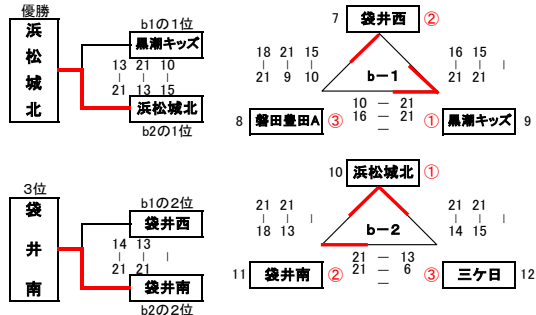 優勝
浜松城北
b1の1位
黒潮キッズ
13 21 10
| | |
21 13 15
浜松城北
b2の1位
7 袋井西 ②
18 21 15
| | |
21 9 10
16 15
| | |
21 21
b-1
10 — 21
16 — 21
—
8 磐田豊田A ③
① 黒潮キッズ 9
3位
袋井南
b1の2位
袋井西
14 13
| | |
21 21
袋井南
b2の2位
10 浜松城北 ①
21 21
| | |
18 13
21 21
| | |
14 15
b-2
21 — 13
21 — 6
—
11 袋井南 ②
③ 三ケ日 12